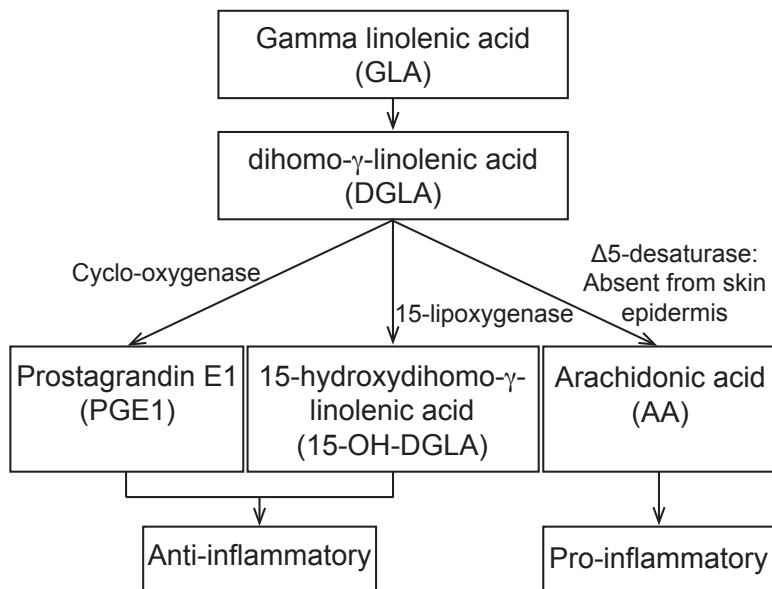 Gamma linolenic acid
(GLA)
dihomo-γ-linolenic acid
(DGLA)
Cyclo-oxygenase
15-lipoxygenase
Δ5-desaturase:
Absent from skin
epidermis
Prostagrandin E1
(PGE1)
15-hydroxydihomo-γ-
linolenic acid
(15-OH-DGLA)
Arachidonic acid
(AA)
Anti-inflammatory
Pro-inflammatory